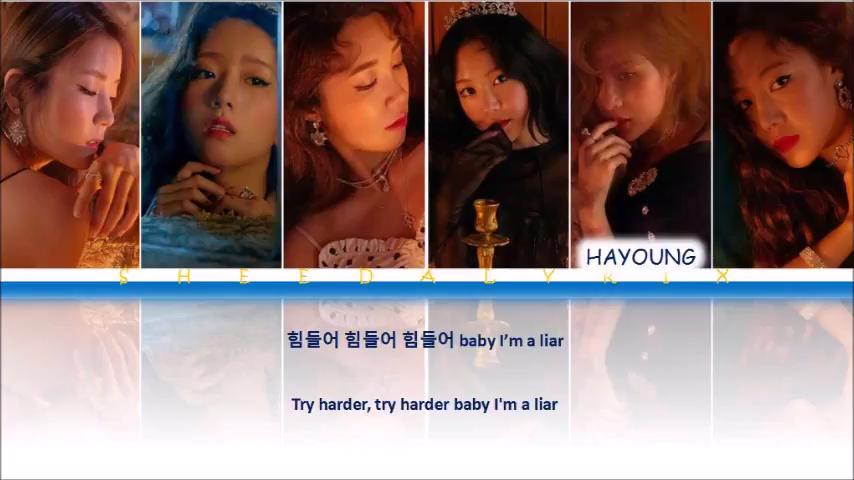 HAYOUNG
SHEEDALYRIX
힘들어 힘들어 힘들어 baby I’m a liar
Try harder, try harder baby I'm a liar